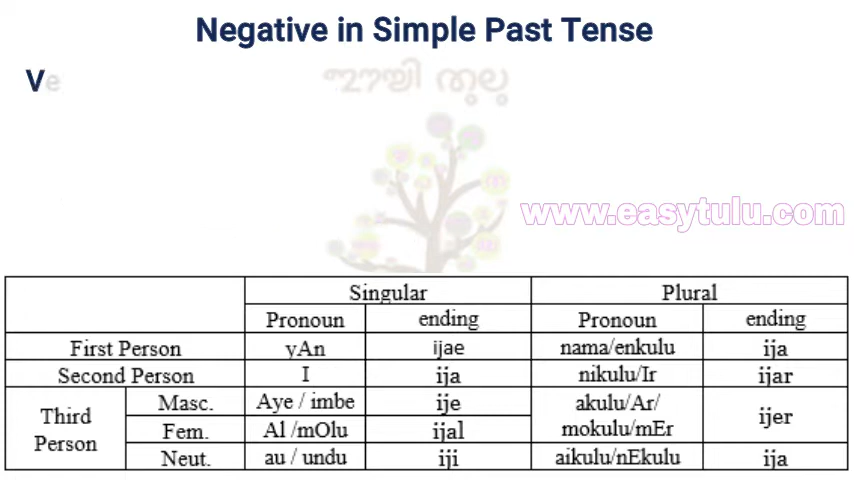 Negative in Simple Past Tense
Ve
www.easytulu.com
Singular Plural
Pronoun ending Pronoun ending
First Person yAn ijae nama/enkulu ija
Second Person I ija nikulu/Ir ijar
Third Person Masc. Aye / imbe ije akulu/Ar/ mokulu/mEr ijer
Fem. Al /mOlu ijal
Neut. au / undu iji aikulu/nEkulu ija